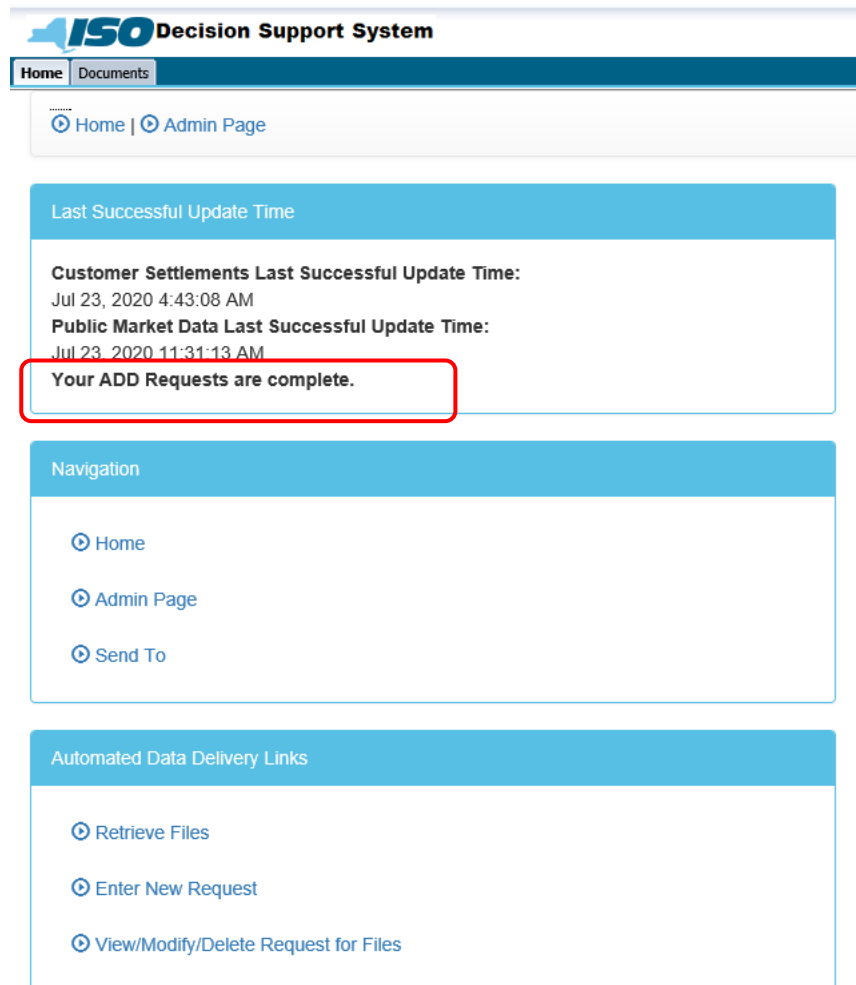 ISO Decision Support System
Home Documents
Home | Admin Page
Last Successful Update Time
Customer Settlements Last Successful Update Time:
Jul 23, 2020 4:43:08 AM
Public Market Data Last Successful Update Time:
Jul 23, 2020 11:31:13 AM
Your ADD Requests are complete.
Navigation
Home
Admin Page
Send To
Automated Data Delivery Links
Retrieve Files
Enter New Request
View/Modify/Delete Request for Files